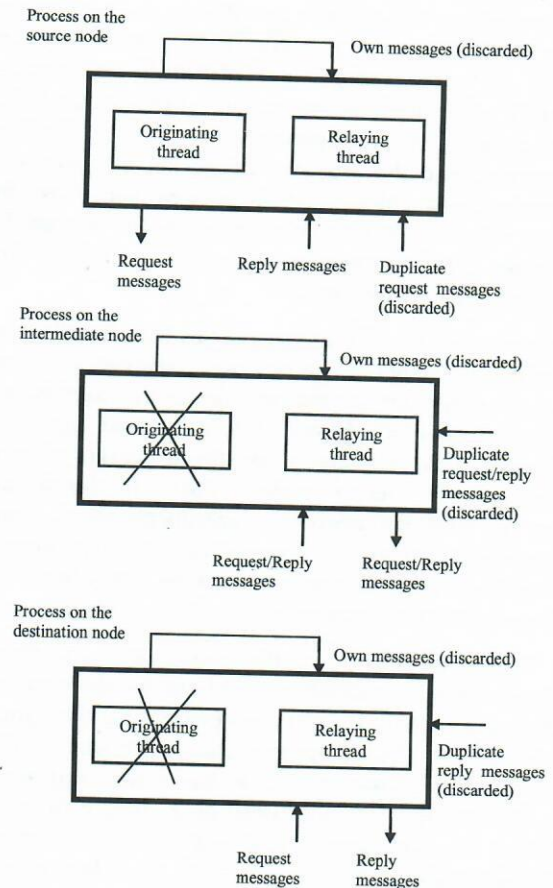 Process on the
source node
Own messages (discarded)
Originating
thread
Relaying
thread
Request
messages
Reply messages
Duplicate
request messages
(discarded)
Process on the
intermediate node
Own messages (discarded)
Originating
thread
Relaying
thread
Duplicate
request/reply
messages
(discarded)
Request/Reply
messages
Request/Reply
messages
Process on the
destination node
Own messages (discarded)
Originating
thread
Relaying
thread
Duplicate
reply messages
(discarded)
Request
messages
Reply
messages